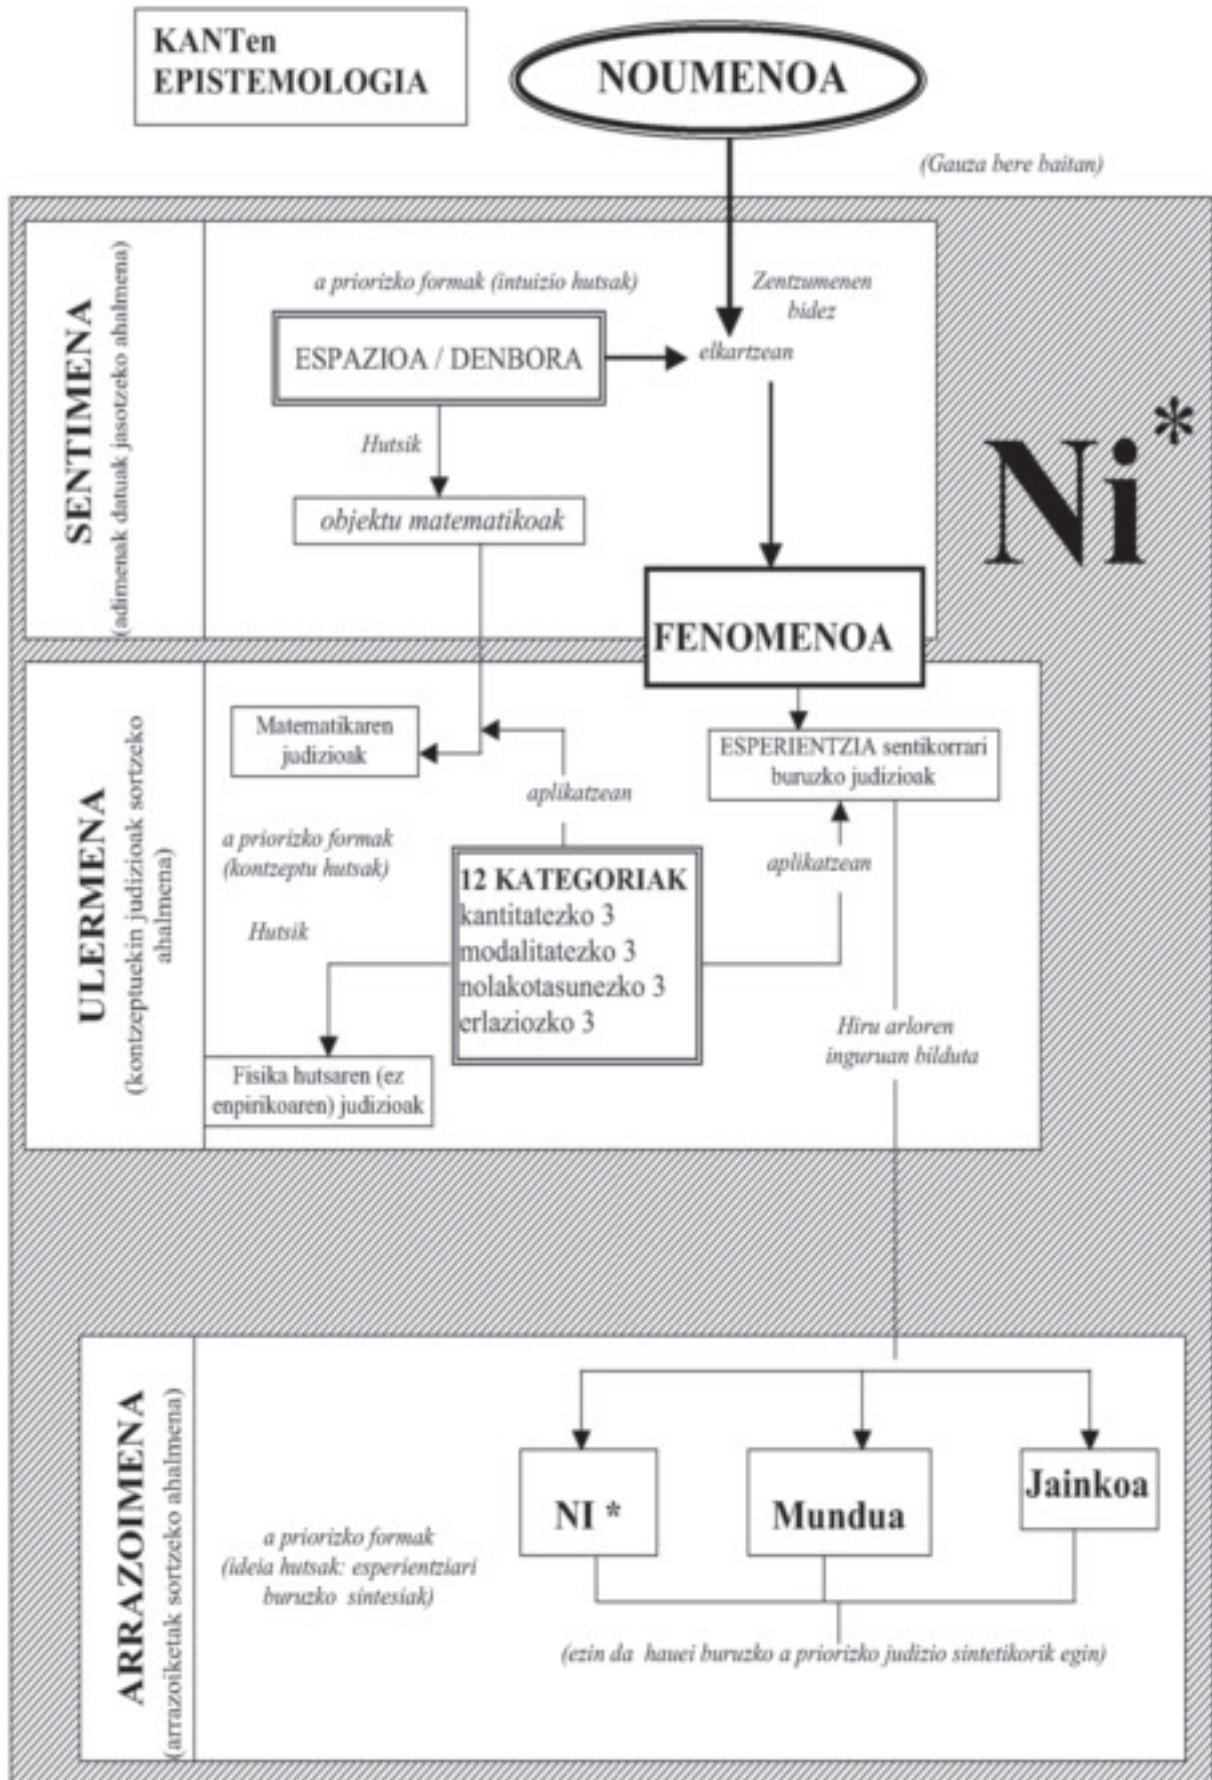 KANTen
EPISTEMOLOGIA
NOUMENOA
(Gauza bere baitan)
SENTIMENA
(adimenak datuak jasotzeko ahalmena)
a priorizko formak (intuizio hutsak)
Zentzumenen
bidez
ESPAZIOA / DENBORA
elkartzean
Hutsik
objektu matematikoak
Ni*
FENOMENOA
ULERMENA
(kontzeptuekin judizioak sortzeko
ahalmena)
Matematikaren
judizioak
ESPERIENTZIA sentikorrari
buruzko judizioak
aplikatzean
a priorizko formak
(kontzeptu hutsak)
aplikatzean
12 KATEGORIAK
kantitatezko 3
modalitatezko 3
nolakotasunezko 3
erlaziozko 3
Hutsik
Hiru arloren
inguruan bilduta
Fisika hutsaren (ez
enpirikoaren) judizioak
ARRAZOIMENA
(arrazoiketak sortzeko ahalmena)
NI *
Mundua
Jainkoa
a priorizko formak
(ideia hutsak: esperientziari
buruzko sintesiak)
(ezin da hauei buruzko a priorizko judizio sintetikorik egin)